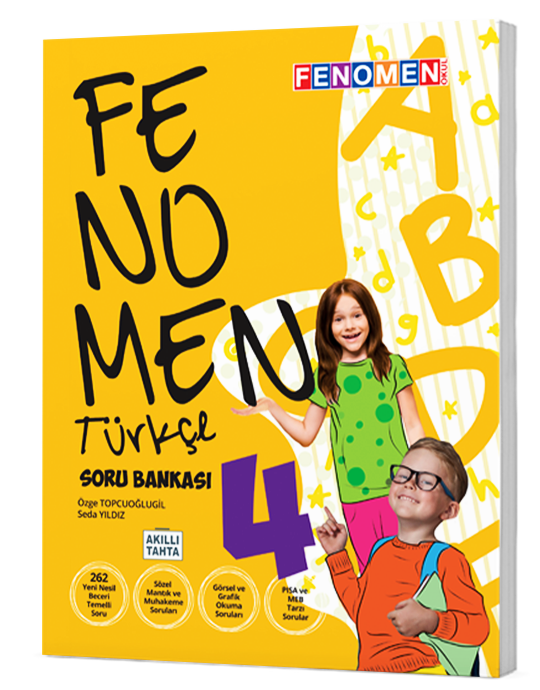 FENOMEN
OKUL
FE
NO
MEN
Türkçe
SORU BANKASI
4
Özge TOPCUOĞLUGİL
Seda YILDIZ
AKILLI
TAHTA
262
Yeni Nesil
Beceri
Temelli
Soru
Sözel
Mantık ve
Muhakeme
Soruları
Görsel ve
Grafik
Okuma
Soruları
PISA ve
MEB
Tarzı
Sorular
A
B
b
a
c
d
g
e
h